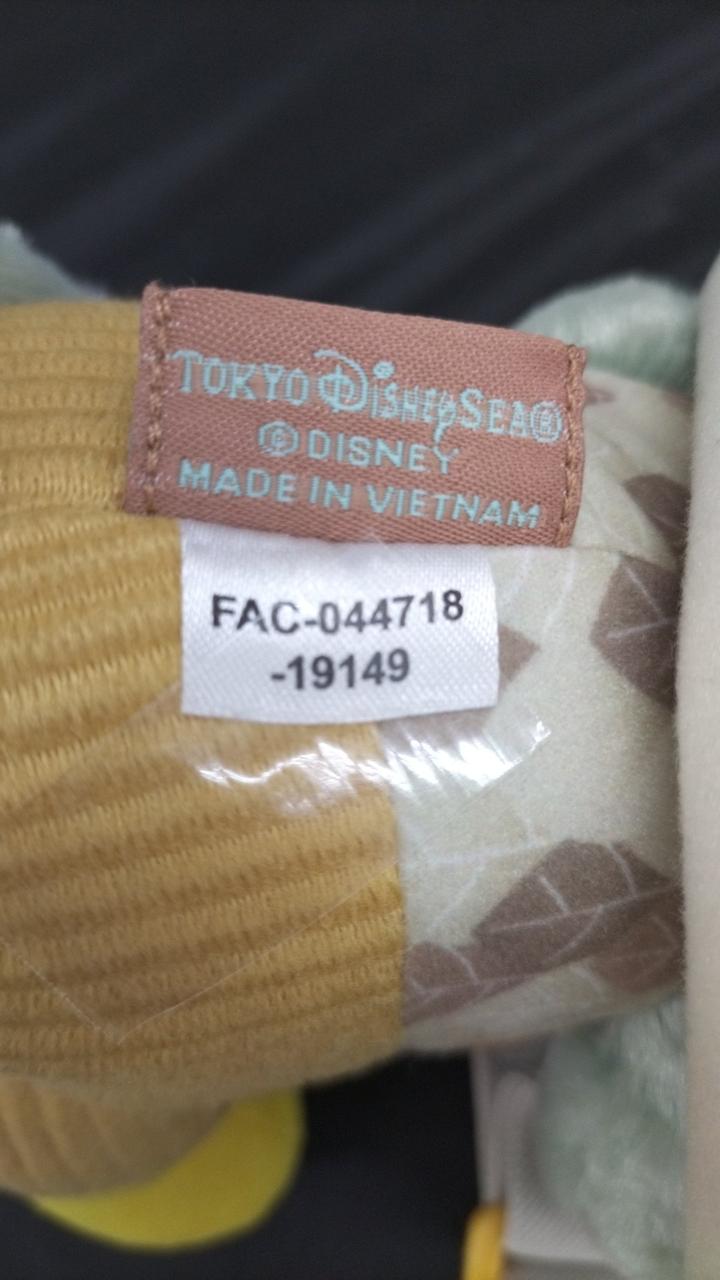 TOKYO DISNEYSEA®
©DISNEY
MADE IN VIETNAM
FAC-044718
-19149